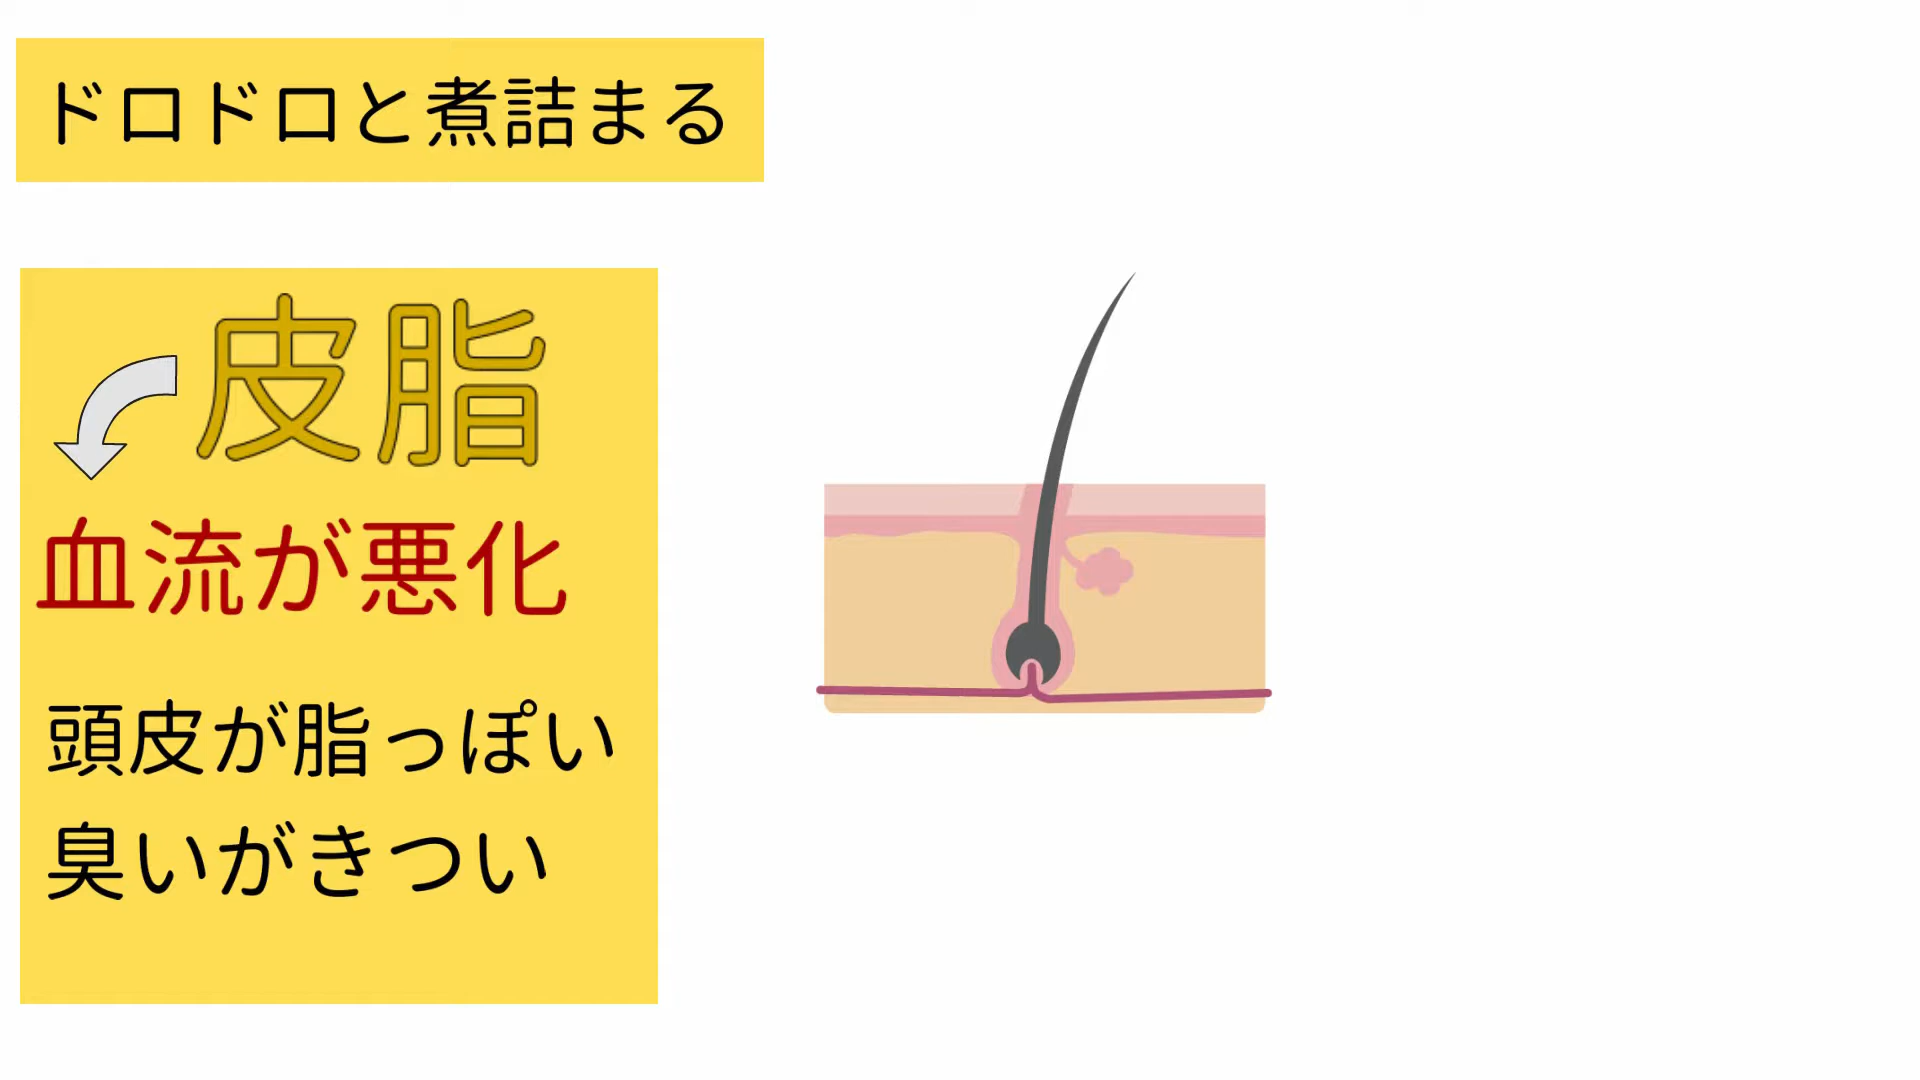 ドロドロと煮詰まる
皮脂
血流が悪化
頭皮が脂っぽい
臭いがきつい